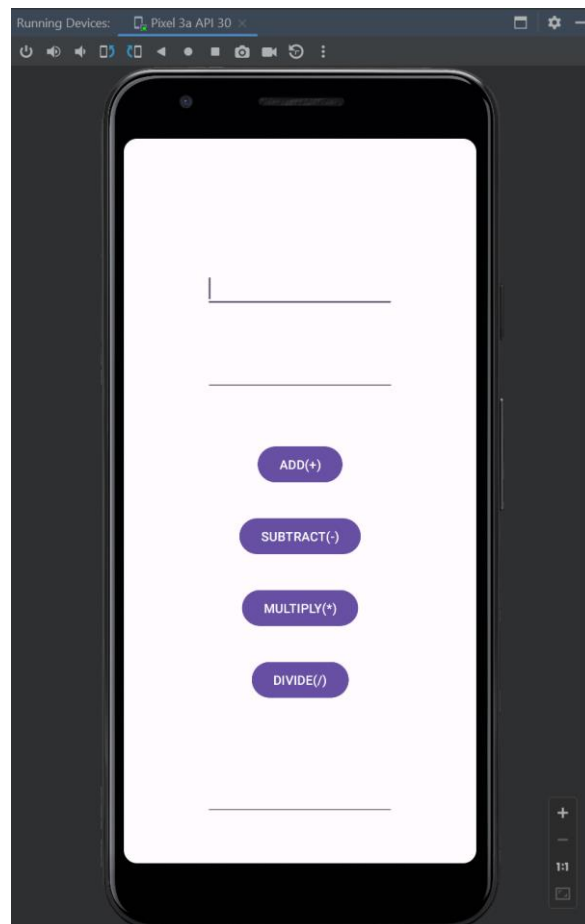 Running Devices: Pixel 3a API 30
ADD(+)
SUBTRACT(-)
MULTIPLY(*)
DIVIDE(/)
1:1